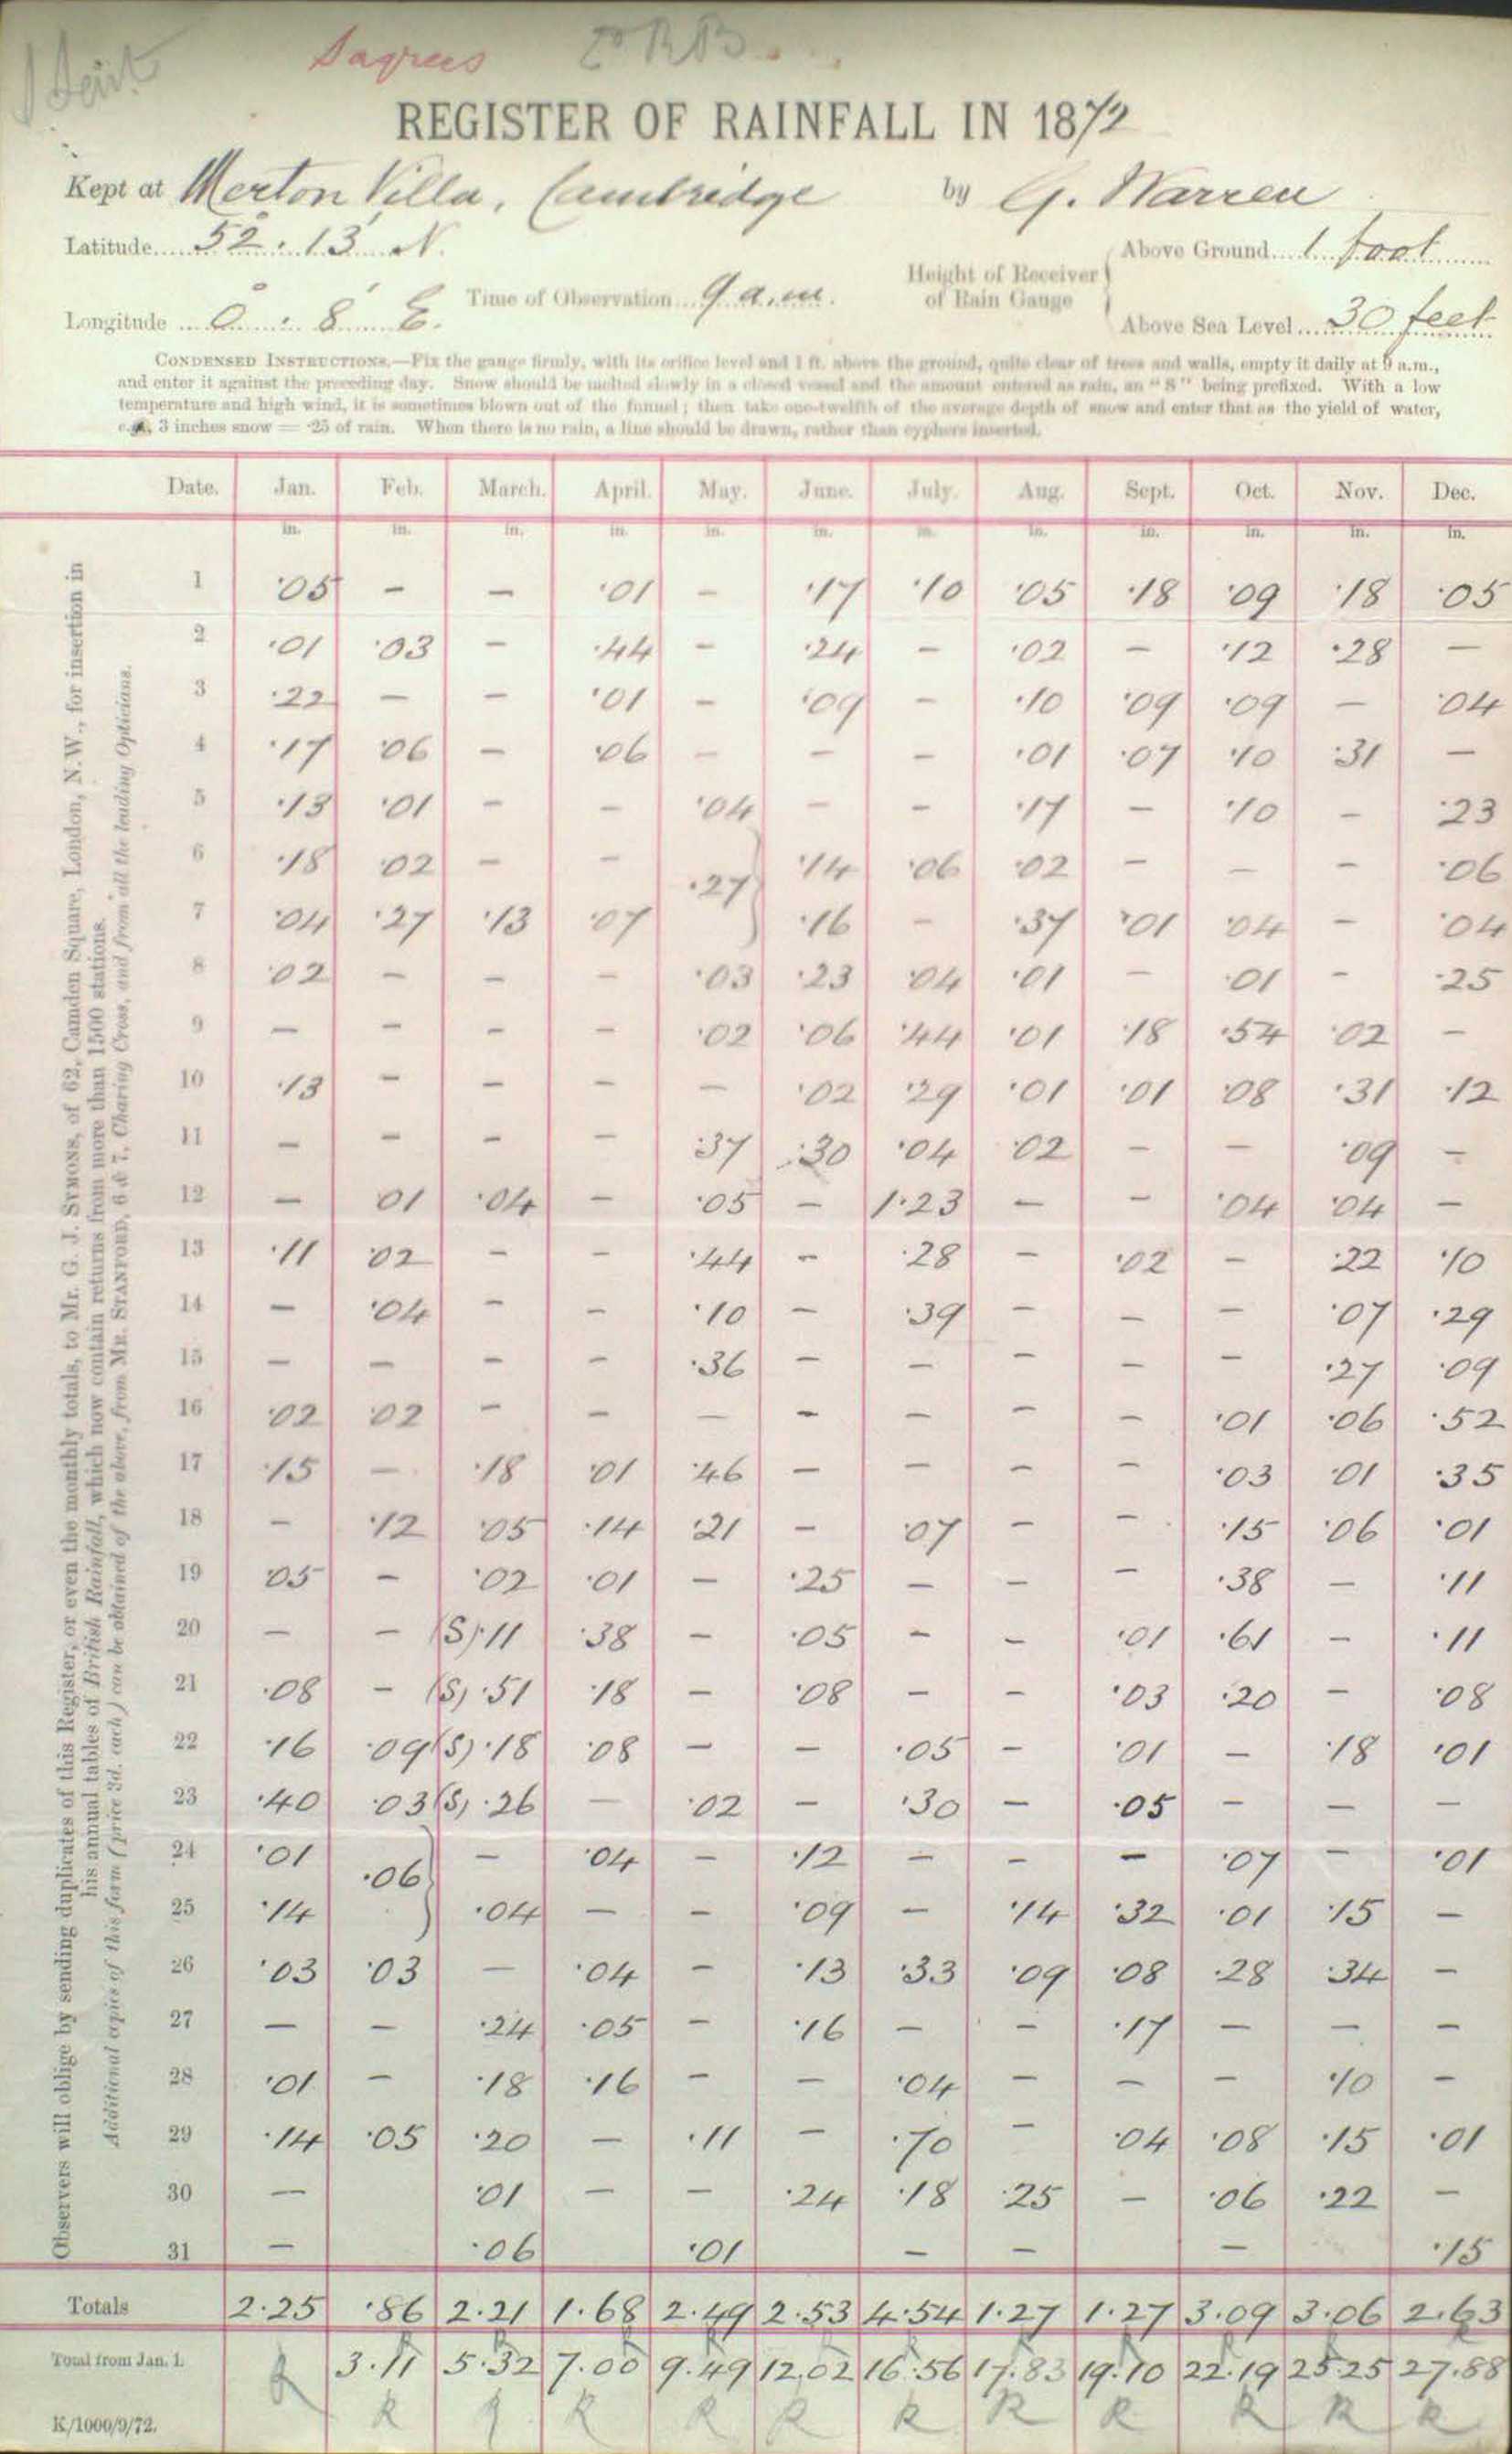 Sagrees
REGISTER OF RAINFALL IN 1872
Kept at Merton Villa, Cambridge by G. Warren
Latitude 52° . 13' N.
Longitude 0° . 8' E.
Time of Observation 9 a.m.
Height of Receiver of Rain Gauge
Above Ground 1 foot
Above Sea Level 30 feet
CONDENSED INSTRUCTIONS.—Fix the gauge firmly, with its orifice level and 1 ft. above the ground, quite clear of trees and walls, empty it daily at 9 a.m.,
and enter it against the preceding day. Snow should be melted slowly in a closed vessel and the amount entered as rain, an "S" being prefixed. With a low
temperature and high wind, it is sometimes blown out of the funnel; then take one-twelfth of the average depth of snow and enter that as the yield of water,
e.g., 3 inches snow = ·25 of rain. When there is no rain, a line should be drawn, rather than cyphers inserted.
Observers will oblige by sending duplicates of this Register, or even the monthly totals, to Mr. G. J. SYMONS, of 62, Camden Square, London, N.W., for insertion in
his annual tables of British Rainfall, which now contain returns from more than 1500 stations.
Additional copies of this form (price 3d. each) can be obtained of the above, from MR. STANFORD, 6 & 7, Charing Cross, and from all the leading Opticians.
Date. Jan. Feb. March. April. May. June. July. Aug. Sept. Oct. Nov. Dec.
in. in. in. in. in. in. in. in. in. in. in. in.
1 ·05 — — ·01 — ·17 ·10 ·05 ·18 ·09 ·18 ·05
2 ·01 ·03 — ·44 — ·24 — ·02 — ·12 ·28 —
3 ·22 — — ·01 — ·09 — ·10 ·09 ·09 — ·04
4 ·17 ·06 — ·06 — — — ·01 ·07 ·10 ·31 —
5 ·13 ·01 — — ·04 — — ·17 — ·10 — ·23
6 ·18 ·02 — — ·27} ·14 ·06 ·02 — — — ·06
7 ·04 ·27 ·13 ·07 ·16 — ·37 ·01 ·04 — ·04
8 ·02 — — — ·03 ·23 ·04 ·01 — ·01 — ·25
9 — — — — ·02 ·06 ·44 ·01 ·18 ·54 ·02 —
10 ·13 — — — — ·02 ·29 ·01 ·01 ·08 ·31 ·12
11 — — — — ·37 ·30 ·04 ·02 — — ·09 —
12 — 01 ·04 — ·05 — 1·23 — — ·04 ·04 —
13 ·11 ·02 — — ·44 — ·28 — ·02 — ·22 ·10
14 — ·04 — — ·10 — ·39 — — — ·07 ·29
15 — — — — ·36 — — — — — ·27 ·09
16 ·02 ·02 — — — — — — — ·01 ·06 ·52
17 ·15 — ·18 ·01 ·46 — — — — ·03 ·01 ·35
18 — ·12 ·05 ·14 ·21 — ·07 — — ·15 ·06 ·01
19 ·05 — ·02 ·01 — ·25 — — — ·38 — ·11
20 — — (S)·11 ·38 — ·05 — — ·01 ·61 — ·11
21 ·08 — (S)·51 ·18 — ·08 — — ·03 ·20 — ·08
22 ·16 ·09 (S)·18 ·08 — — ·05 — ·01 — ·18 ·01
23 ·40 ·03 (S)·26 — ·02 — ·30 — ·05 — — —
24 ·01 ·06} — ·04 — ·12 — — — ·07 — ·01
25 ·14 ·04 — — ·09 — ·14 ·32 ·01 ·15 —
26 ·03 ·03 — ·04 — ·13 ·33 ·09 ·08 ·28 ·34 —
27 — — ·24 ·05 — ·16 — — ·17 — — —
28 ·01 — ·18 ·16 — — ·04 — — — ·10 —
29 ·14 ·05 ·20 — ·11 — ·70 — ·04 ·08 ·15 ·01
30 — ·01 — — ·24 ·18 ·25 — ·06 ·22 —
31 — ·06 ·01 — — — ·15
Totals 2·25 ·86 2·21 1·68 2·49 2·53 4·54 1·27 1·27 3·09 3·06 2·63
Total from Jan. 1. 3·11 5·32 7·00 9·49 12,02 16·56 17·83 19·10 22·19 25·25 27·88
R R R R R R R R R R R
K/1000/9/72.